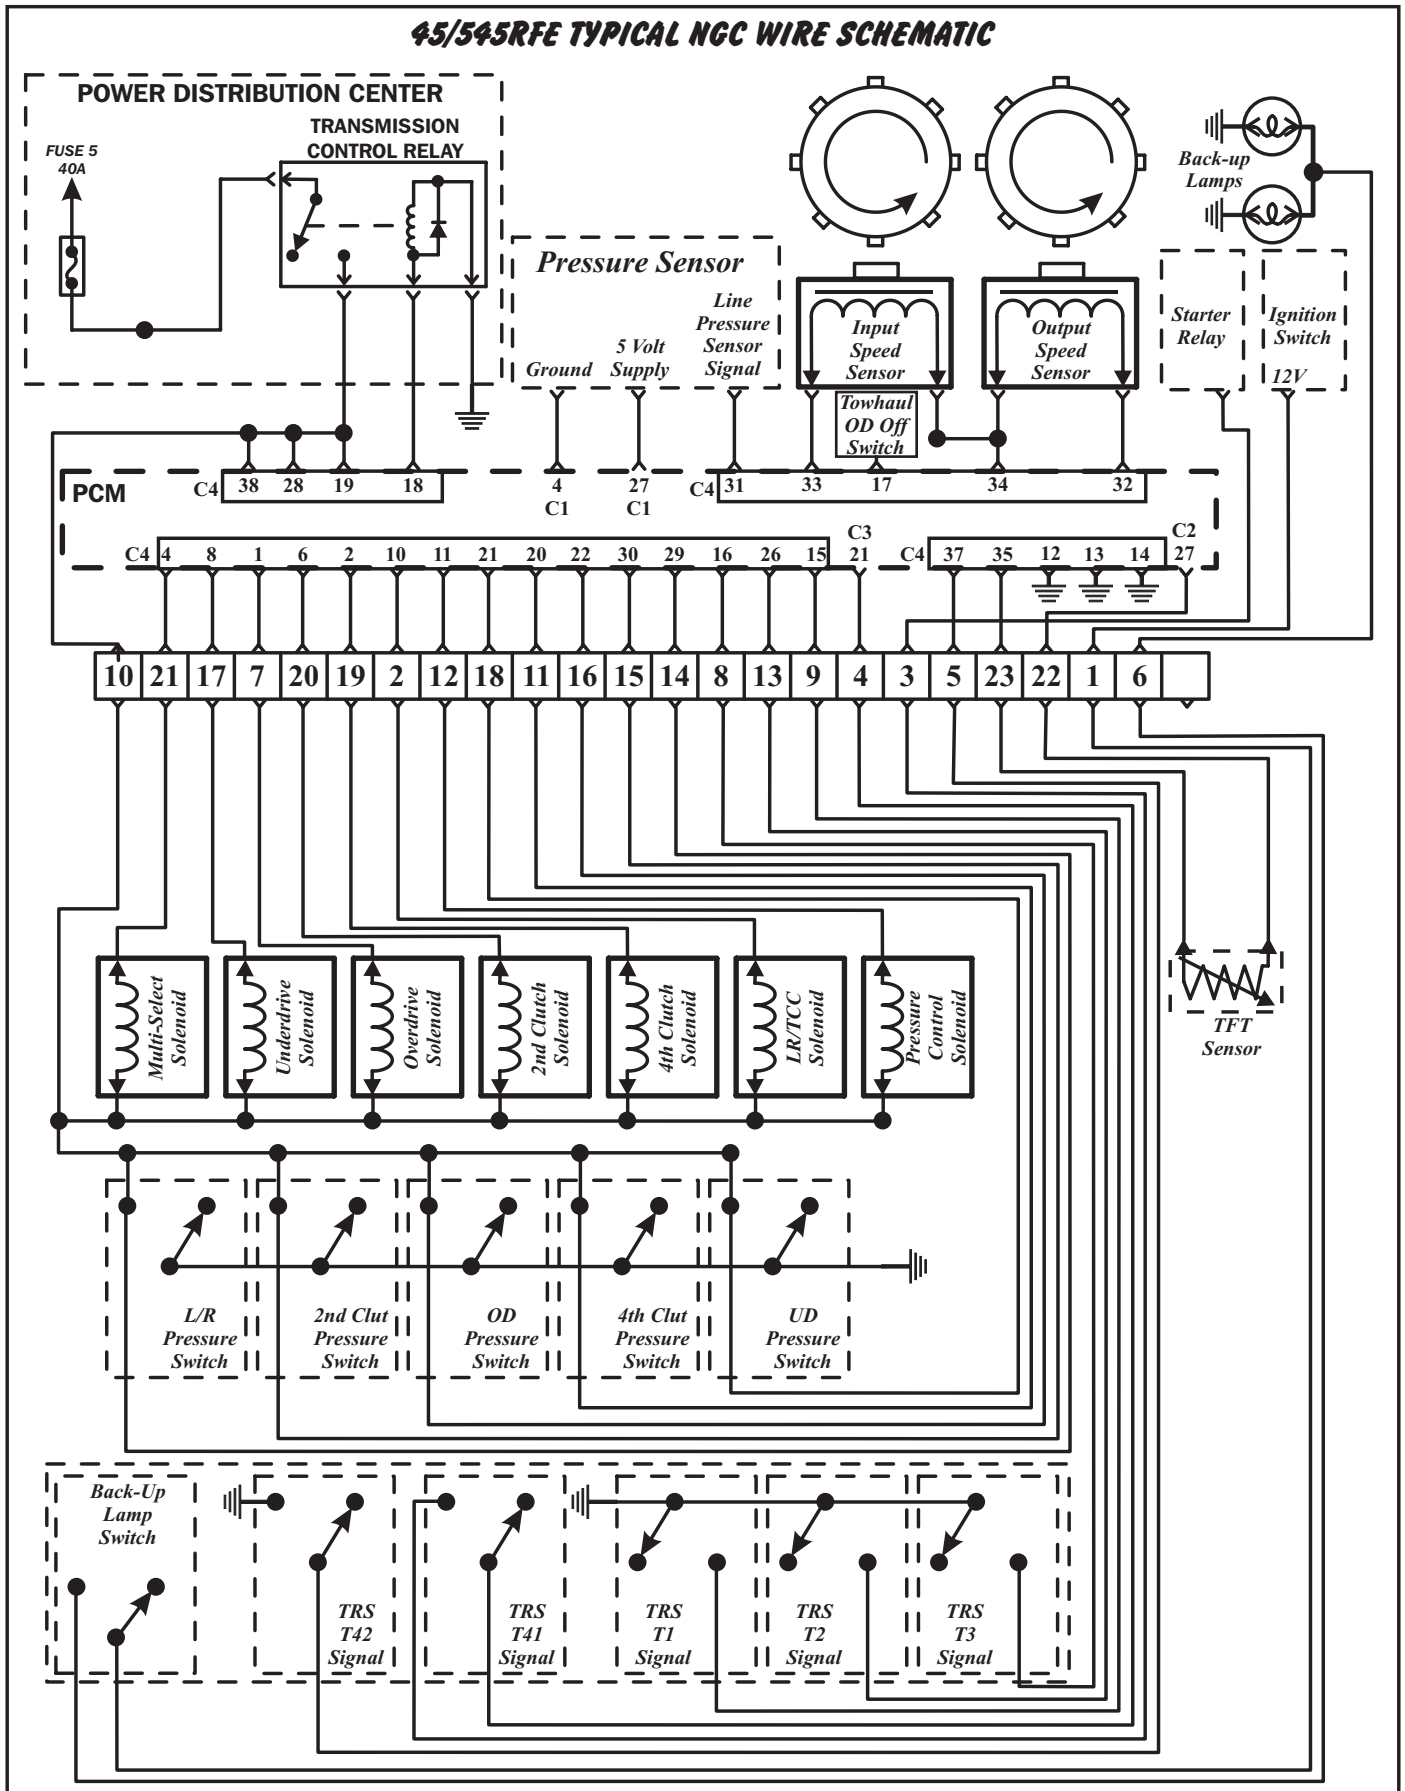 45/545RFE TYPICAL NGC WIRE SCHEMATIC
POWER DISTRIBUTION CENTER
TRANSMISSION
CONTROL RELAY
FUSE 5
40A
Pressure Sensor
Ground
5 Volt
Supply
Line
Pressure
Sensor
Signal
Input
Speed
Sensor
Output
Speed
Sensor
Towhaul
OD Off
Switch
Back-up
Lamps
Starter
Relay
Ignition
Switch
12V
PCM
C4 38 28 19 18
4
C1
27
C1
C4 31 33 17 34 32
C4 4 8 1 6 2 10 11 21 20 22 30 29 16 26 15
C3
21
C4 37 35 12 13 14
C2
27
10 21 17 7 20 19 2 12 18 11 16 15 14 8 13 9 4 3 5 23 22 1 6
Multi-Select
Solenoid
Underdrive
Solenoid
Overdrive
Solenoid
2nd Clutch
Solenoid
4th Clutch
Solenoid
LR/TCC
Solenoid
Pressure
Control
Solenoid
TFT
Sensor
L/R
Pressure
Switch
2nd Clut
Pressure
Switch
OD
Pressure
Switch
4th Clut
Pressure
Switch
UD
Pressure
Switch
Back-Up
Lamp
Switch
TRS
T42
Signal
TRS
T41
Signal
TRS
T1
Signal
TRS
T2
Signal
TRS
T3
Signal